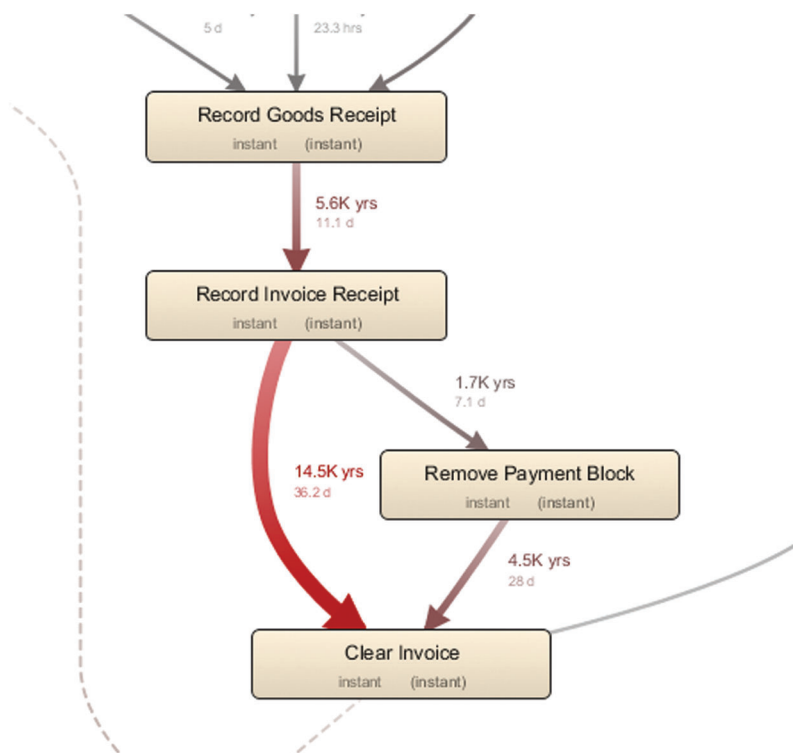 5 d
23.3 hrs
Record Goods Receipt
instant (instant)
5.6K yrs
11.1 d
Record Invoice Receipt
instant (instant)
1.7K yrs
7.1 d
14.5K yrs
36.2 d
Remove Payment Block
instant (instant)
4.5K yrs
28 d
Clear Invoice
instant (instant)